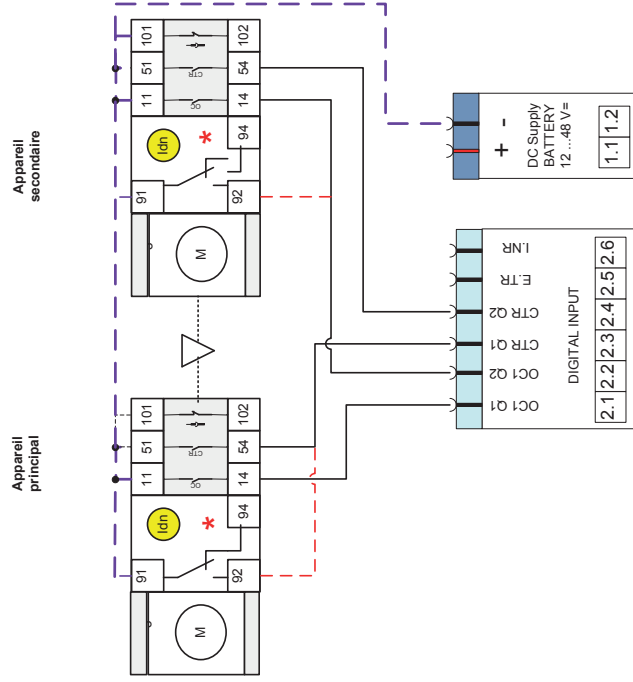 Appareil
principal
Appareil
secondaire
91
11
51
101
Idn
*
OC
CTR
94
92
14
54
102
M
91
11
51
101
Idn
*
OC
CTR
94
92
14
54
102
M
OC1 Q1
OC1 Q2
CTR Q1
CTR Q2
E.TR
I.NR
DIGITAL INPUT
2.1 2.2 2.3 2.4 2.5 2.6
+ -
DC Supply
BATTERY
12 ...48 V=
1.1 1.2